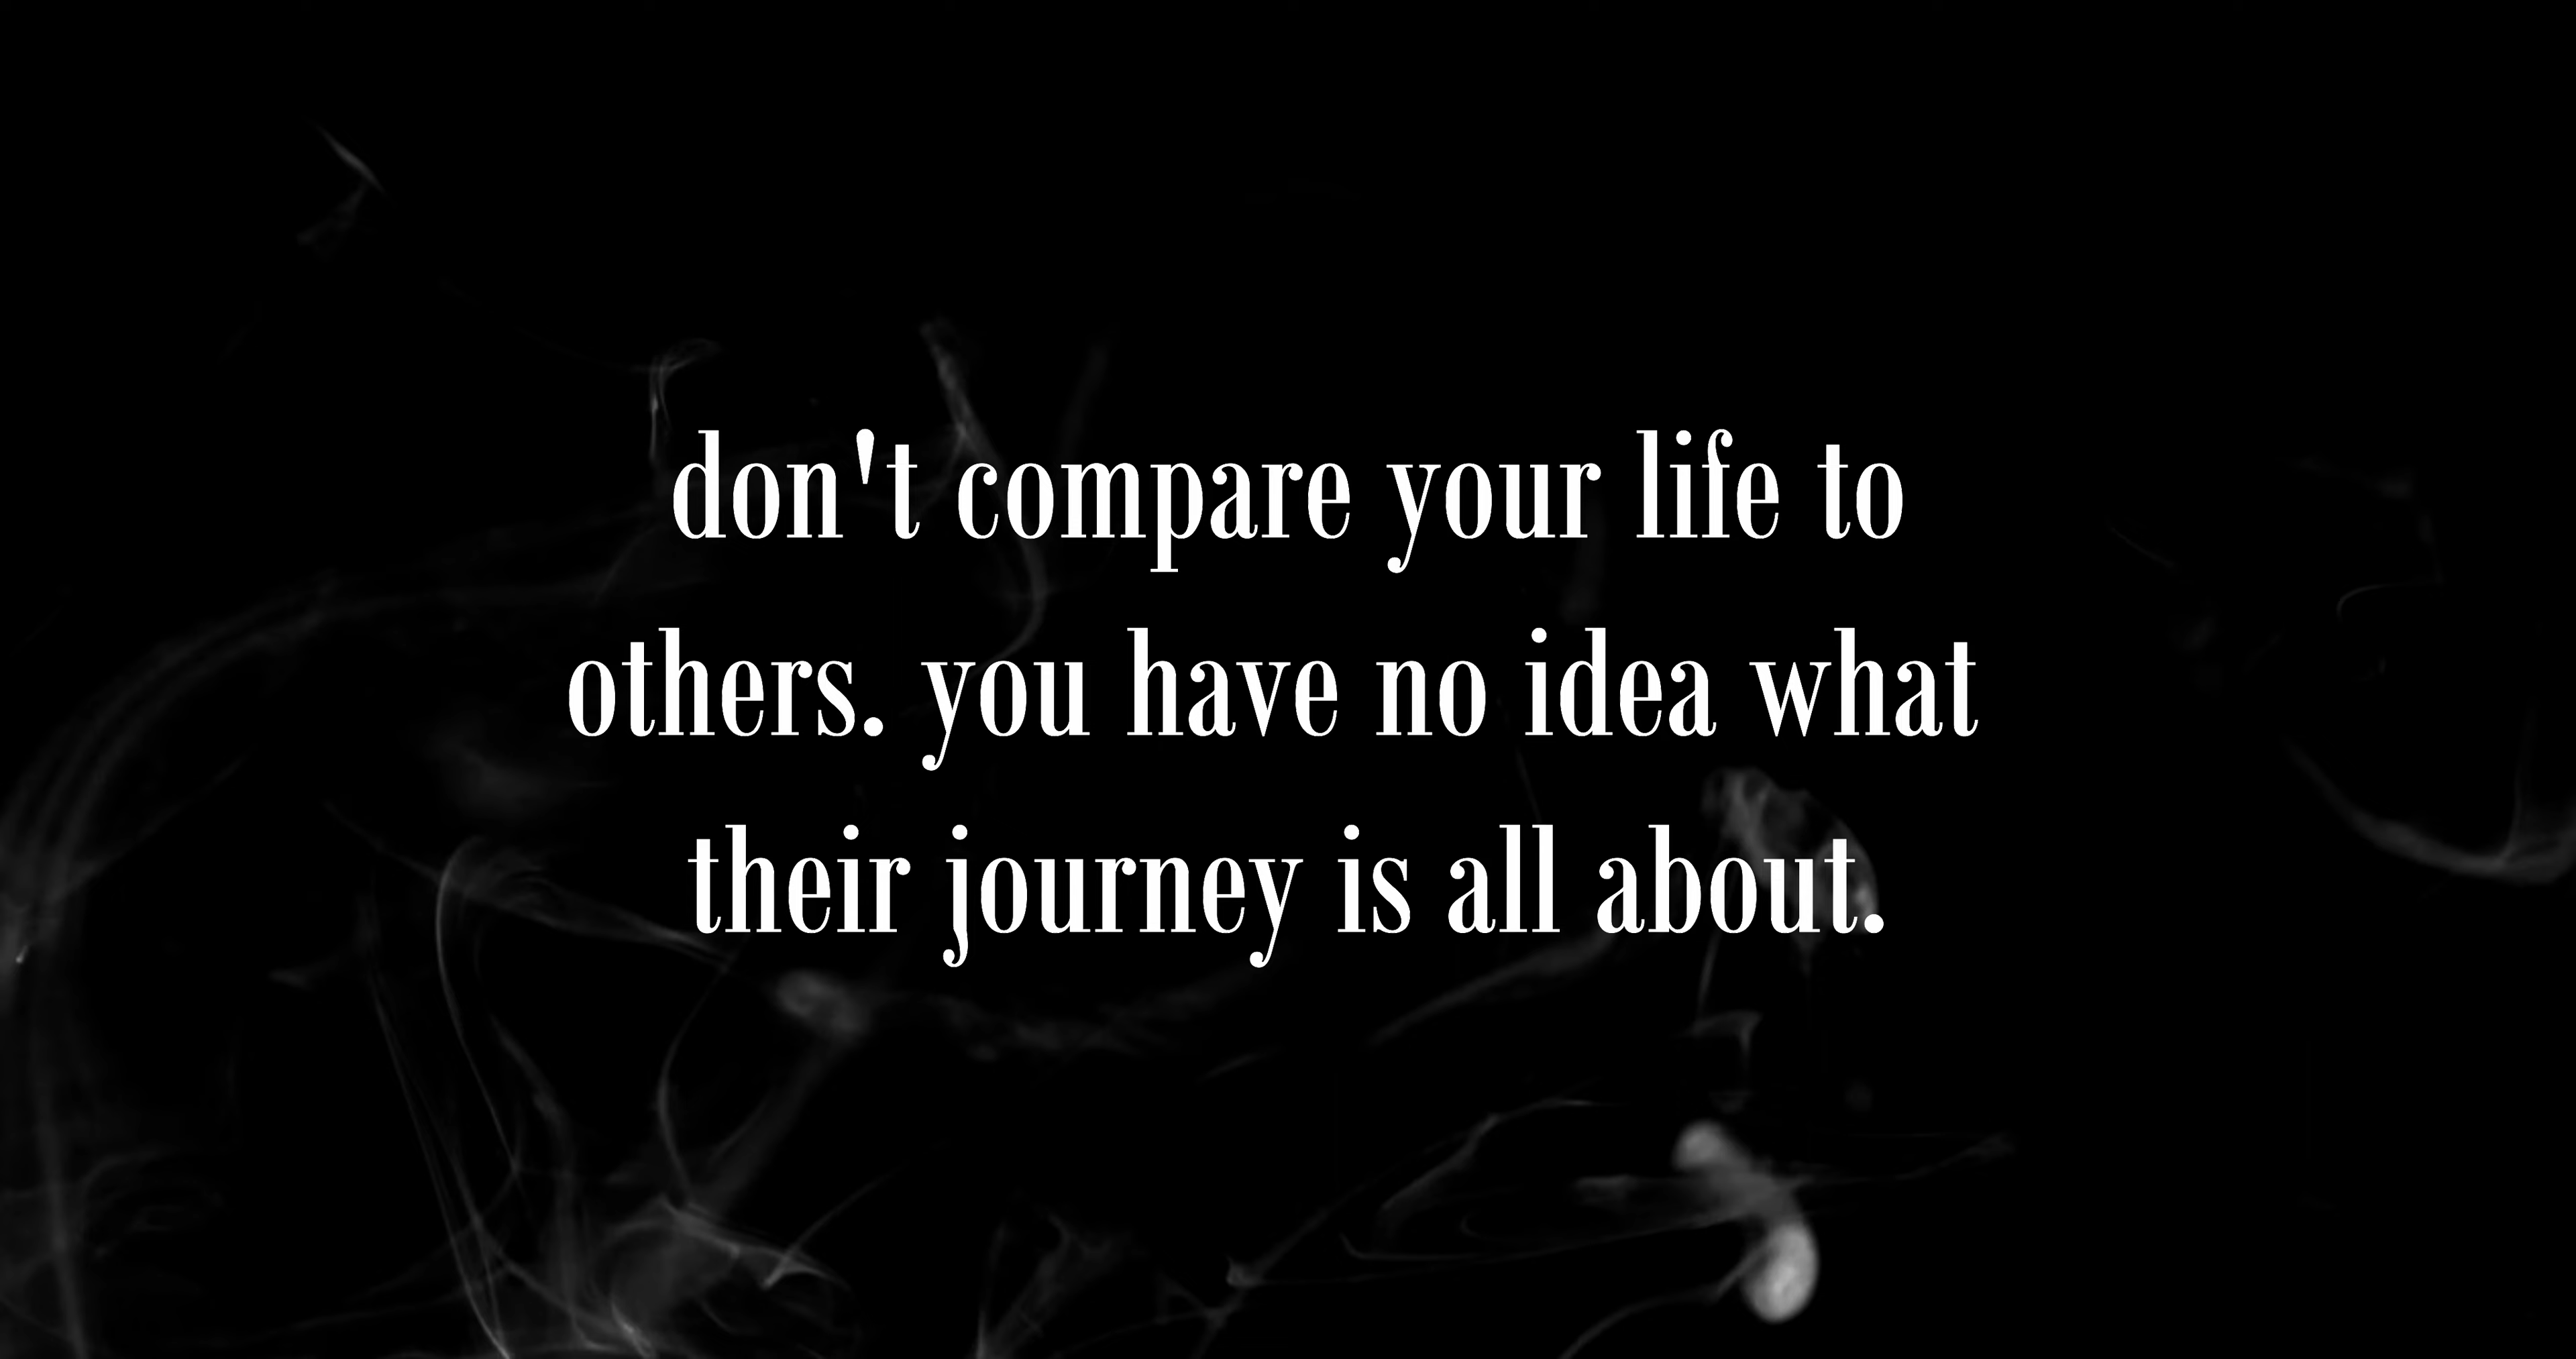 don't compare your life to
others. you have no idea what
their journey is all about.